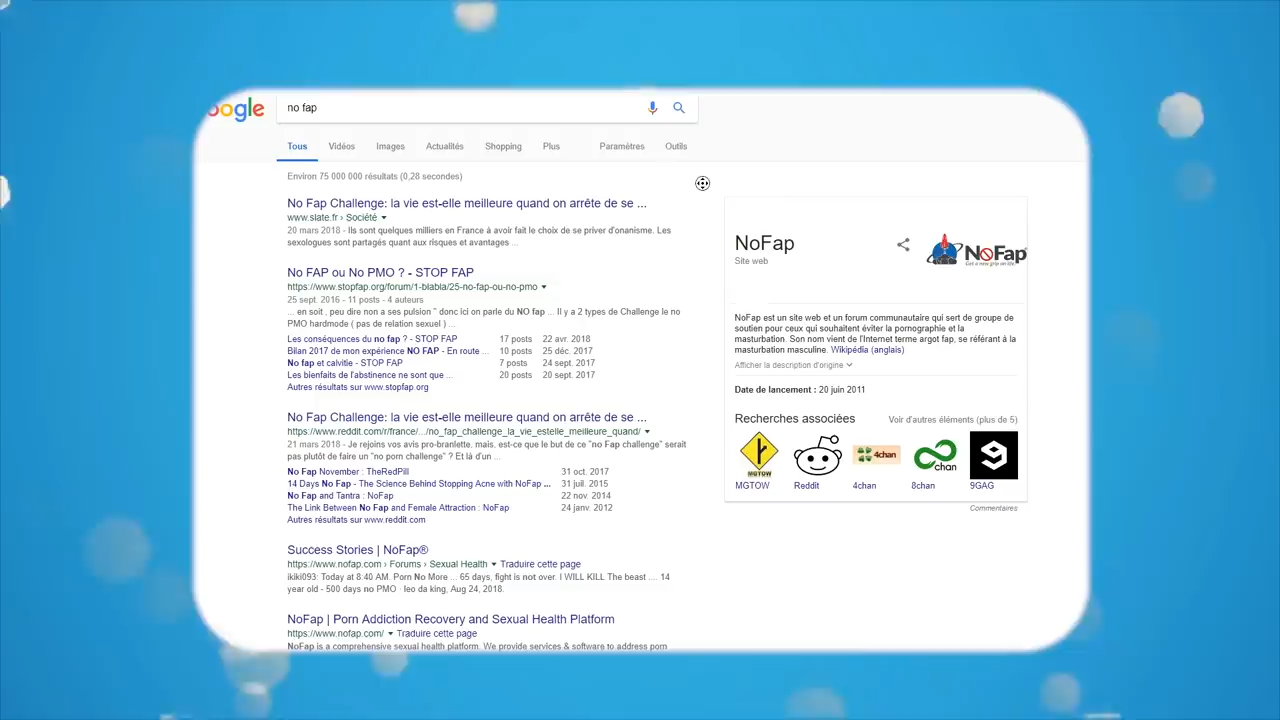 oogle
no fap
Tous Vidéos Images Actualités Shopping Plus Paramètres Outils
Environ 75 000 000 résultats (0,28 secondes)
No Fap Challenge: la vie est-elle meilleure quand on arrête de se ...
www.slate.fr › Société
20 mars 2018 - Ils sont quelques milliers en France à avoir fait le choix de se priver d'onanisme. Les
sexologues sont partagés quant aux risques et avantages ...
No FAP ou No PMO ? - STOP FAP
https://www.stopfap.org/forum/1-blabla/25-no-fap-ou-no-pmo
25 sept. 2016 - 11 posts - 4 auteurs
... en soit , peu dire non a ses pulsion " donc ici on parle du NO fap ... Il y a 2 types de Challenge le no
PMO hardmode ( pas de relation sexuel ) ...
Les conséquences du no fap ? - STOP FAP 17 posts 22 avr. 2018
Bilan 2017 de mon expérience NO FAP - En route ... 10 posts 25 déc. 2017
No fap et calvitie - STOP FAP 7 posts 24 sept. 2017
Les bienfaits de l'abstinence ne sont que ... 20 posts 20 sept. 2017
Autres résultats sur www.stopfap.org
No Fap Challenge: la vie est-elle meilleure quand on arrête de se ...
https://www.reddit.com/r/france/.../no_fap_challenge_la_vie_estelle_meilleure_quand/
21 mars 2018 - Je rejoins vos avis pro-branlette, mais, est-ce que le but de ce "no Fap challenge" serait
pas plutôt de faire un "no porn challenge" ? Et là d'un ...
No Fap November : TheRedPill 31 oct. 2017
14 Days No Fap - The Science Behind Stopping Acne with NoFap ... 31 juil. 2015
No Fap and Tantra : NoFap 22 nov. 2014
The Link Between No Fap and Female Attraction : NoFap 24 janv. 2012
Autres résultats sur www.reddit.com
Success Stories | NoFap®
https://www.nofap.com › Forums › Sexual Health Traduire cette page
ikiki093: Today at 8:40 AM. Porn No More ... 65 days, fight is not over. I WILL KILL The beast .... 14
year old - 500 days no PMO · leo da king, Aug 24, 2018.
NoFap | Porn Addiction Recovery and Sexual Health Platform
https://www.nofap.com/ Traduire cette page
NoFap is a comprehensive sexual health platform. We provide services & software to address porn
NoFap
Site web
NoFap
Get a new grip on life
NoFap est un site web et un forum communautaire qui sert de groupe de
soutien pour ceux qui souhaitent éviter la pornographie et la
masturbation. Son nom vient de l'Internet terme argot fap, se référant à la
masturbation masculine. Wikipédia (anglais)
Afficher la description d'origine
Date de lancement : 20 juin 2011
Recherches associées Voir d'autres éléments (plus de 5)
MGTOW
4chan
chan
MGTOW Reddit 4chan 8chan 9GAG
Commentaires